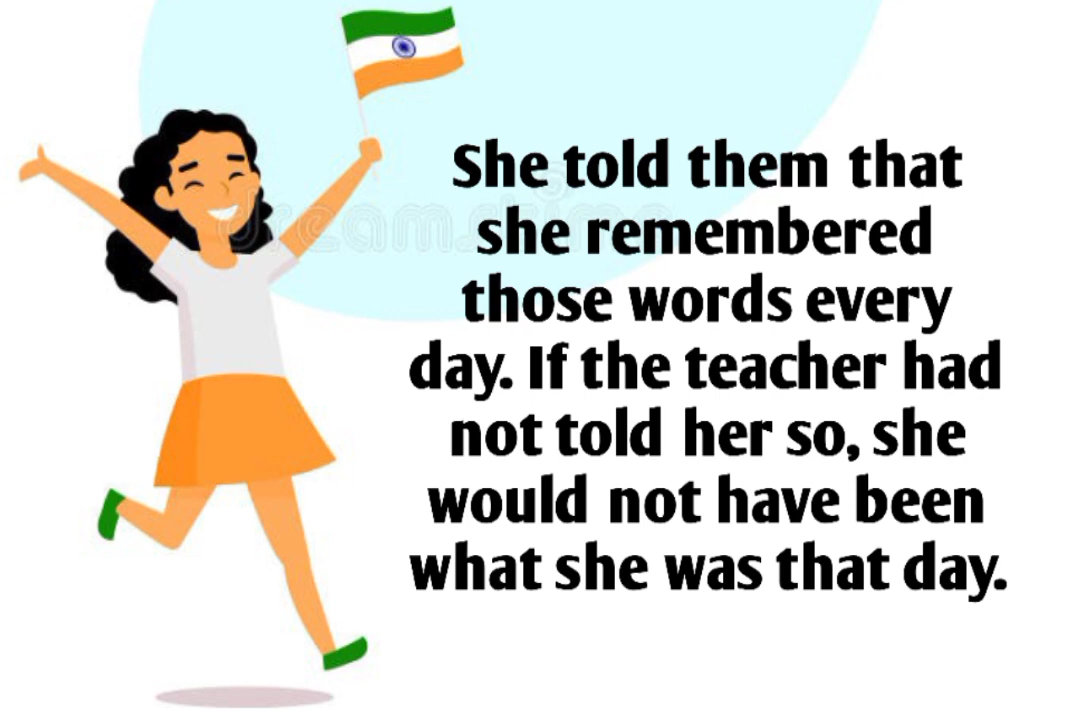 She told them that
she remembered
those words every
day. If the teacher had
not told her so, she
would not have been
what she was that day.